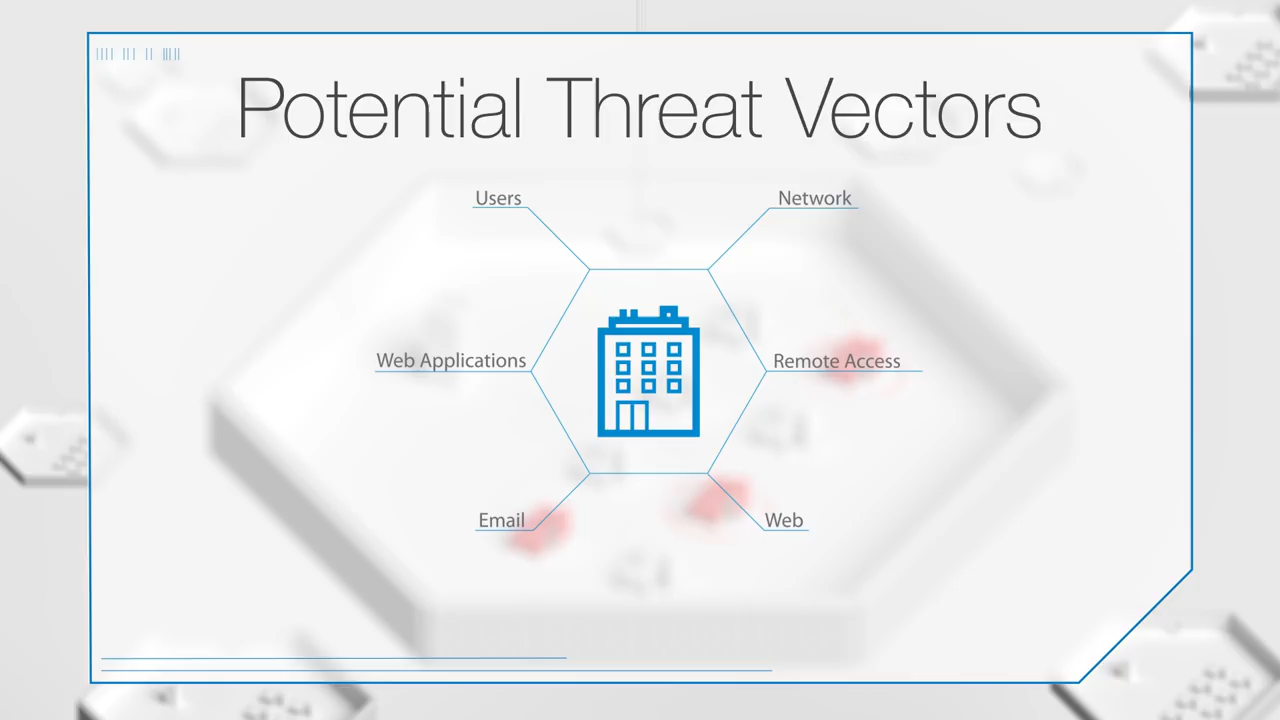 Potential Threat Vectors
Users
Network
Web Applications
Remote Access
Email
Web